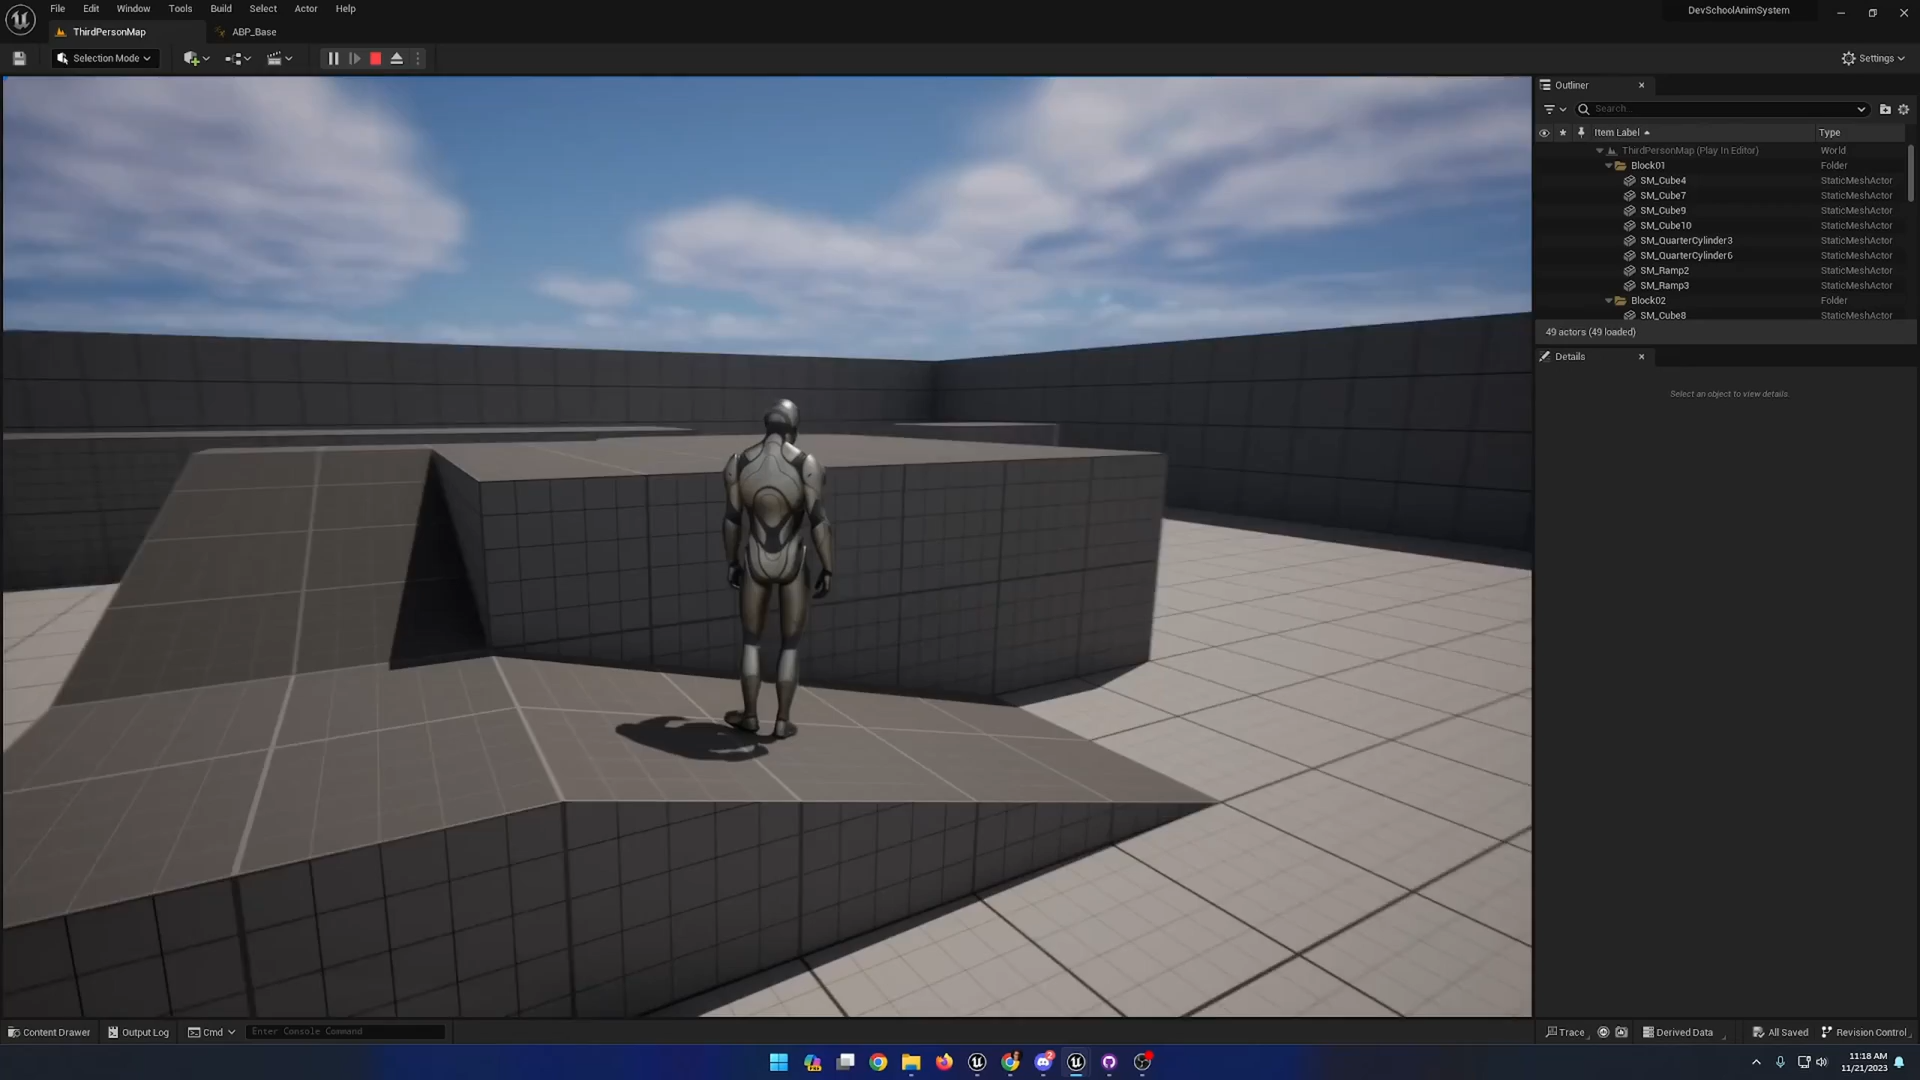 File Edit Window Tools Build Select Actor Help
DevSchoolAnimSystem
ThirdPersonMap
ABP_Base
Selection Mode
Settings
Outliner
Search...
Item Label
Type
ThirdPersonMap (Play In Editor) World
Block01 Folder
SM_Cube4 StaticMeshActor
SM_Cube7 StaticMeshActor
SM_Cube9 StaticMeshActor
SM_Cube10 StaticMeshActor
SM_QuarterCylinder3 StaticMeshActor
SM_QuarterCylinder6 StaticMeshActor
SM_Ramp2 StaticMeshActor
SM_Ramp3 StaticMeshActor
Block02 Folder
SM_Cube8 StaticMeshActor
49 actors (49 loaded)
Details
Select an object to view details.
Content Drawer Output Log Cmd Enter Console Command Trace Derived Data All Saved Revision Control
11:18 AM
11/21/2023